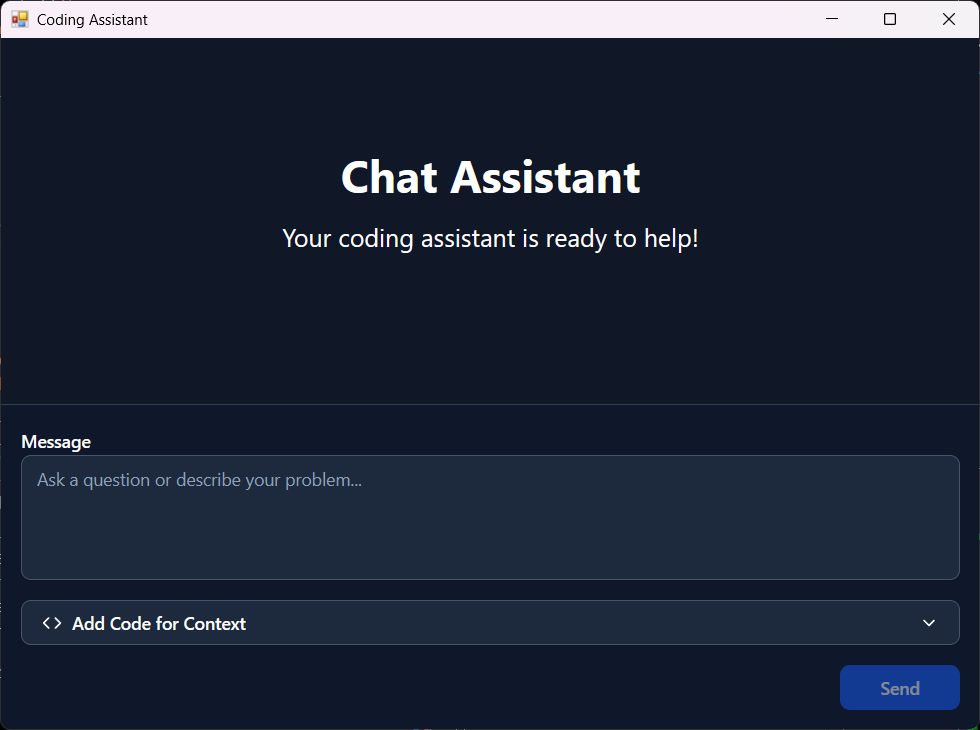 Coding Assistant
Chat Assistant
Your coding assistant is ready to help!
Message
Ask a question or describe your problem...
Add Code for Context
Send